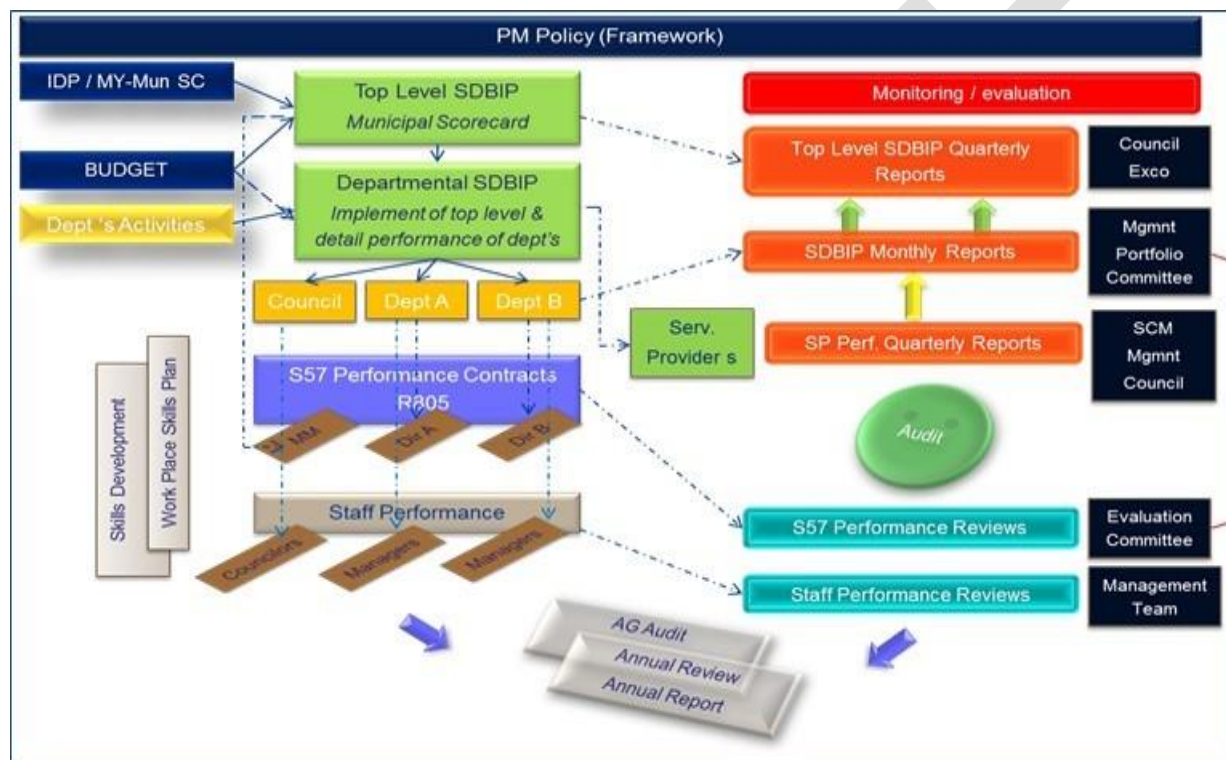 PM Policy (Framework)
IDP / MY-Mun SC
BUDGET
Dept 's Activities
Top Level SDBIP
Municipal Scorecard
Departmental SDBIP
Implement of top level &
detail performance of dept's
Council
Dept A
Dept B
Serv.
Provider s
S57 Performance Contracts
R805
MM
Dir A
Dir B
Skills Development
Work Place Skills Plan
Staff Performance
Councilors
Managers
Managers
Monitoring / evaluation
Top Level SDBIP Quarterly
Reports
Council
Exco
SDBIP Monthly Reports
Mgmnt
Portfolio
Committee
SP Perf. Quarterly Reports
SCM
Mgmnt
Council
Audit
S57 Performance Reviews
Evaluation
Committee
Staff Performance Reviews
Management
Team
AG Audit
Annual Review
Annual Report